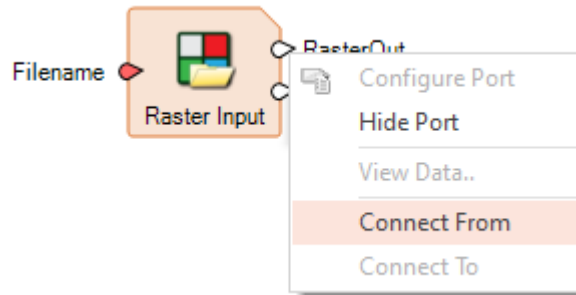 RasterOut
Filename
Raster Input
Configure Port
Hide Port
View Data..
Connect From
Connect To